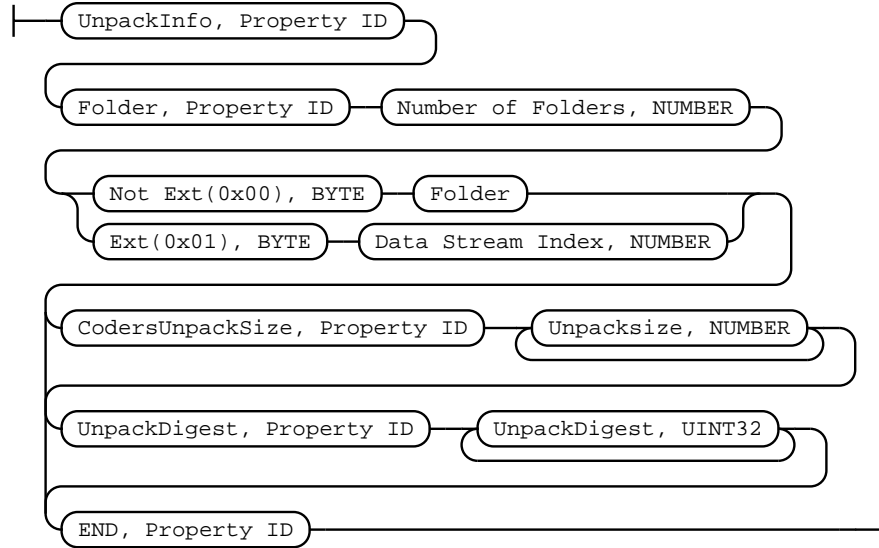 UnpackInfo, Property ID
Folder, Property ID Number of Folders, NUMBER
Not Ext(0x00), BYTE Folder
Ext(0x01), BYTE Data Stream Index, NUMBER
CodersUnpackSize, Property ID Unpacksize, NUMBER
UnpackDigest, Property ID UnpackDigest, UINT32
END, Property ID